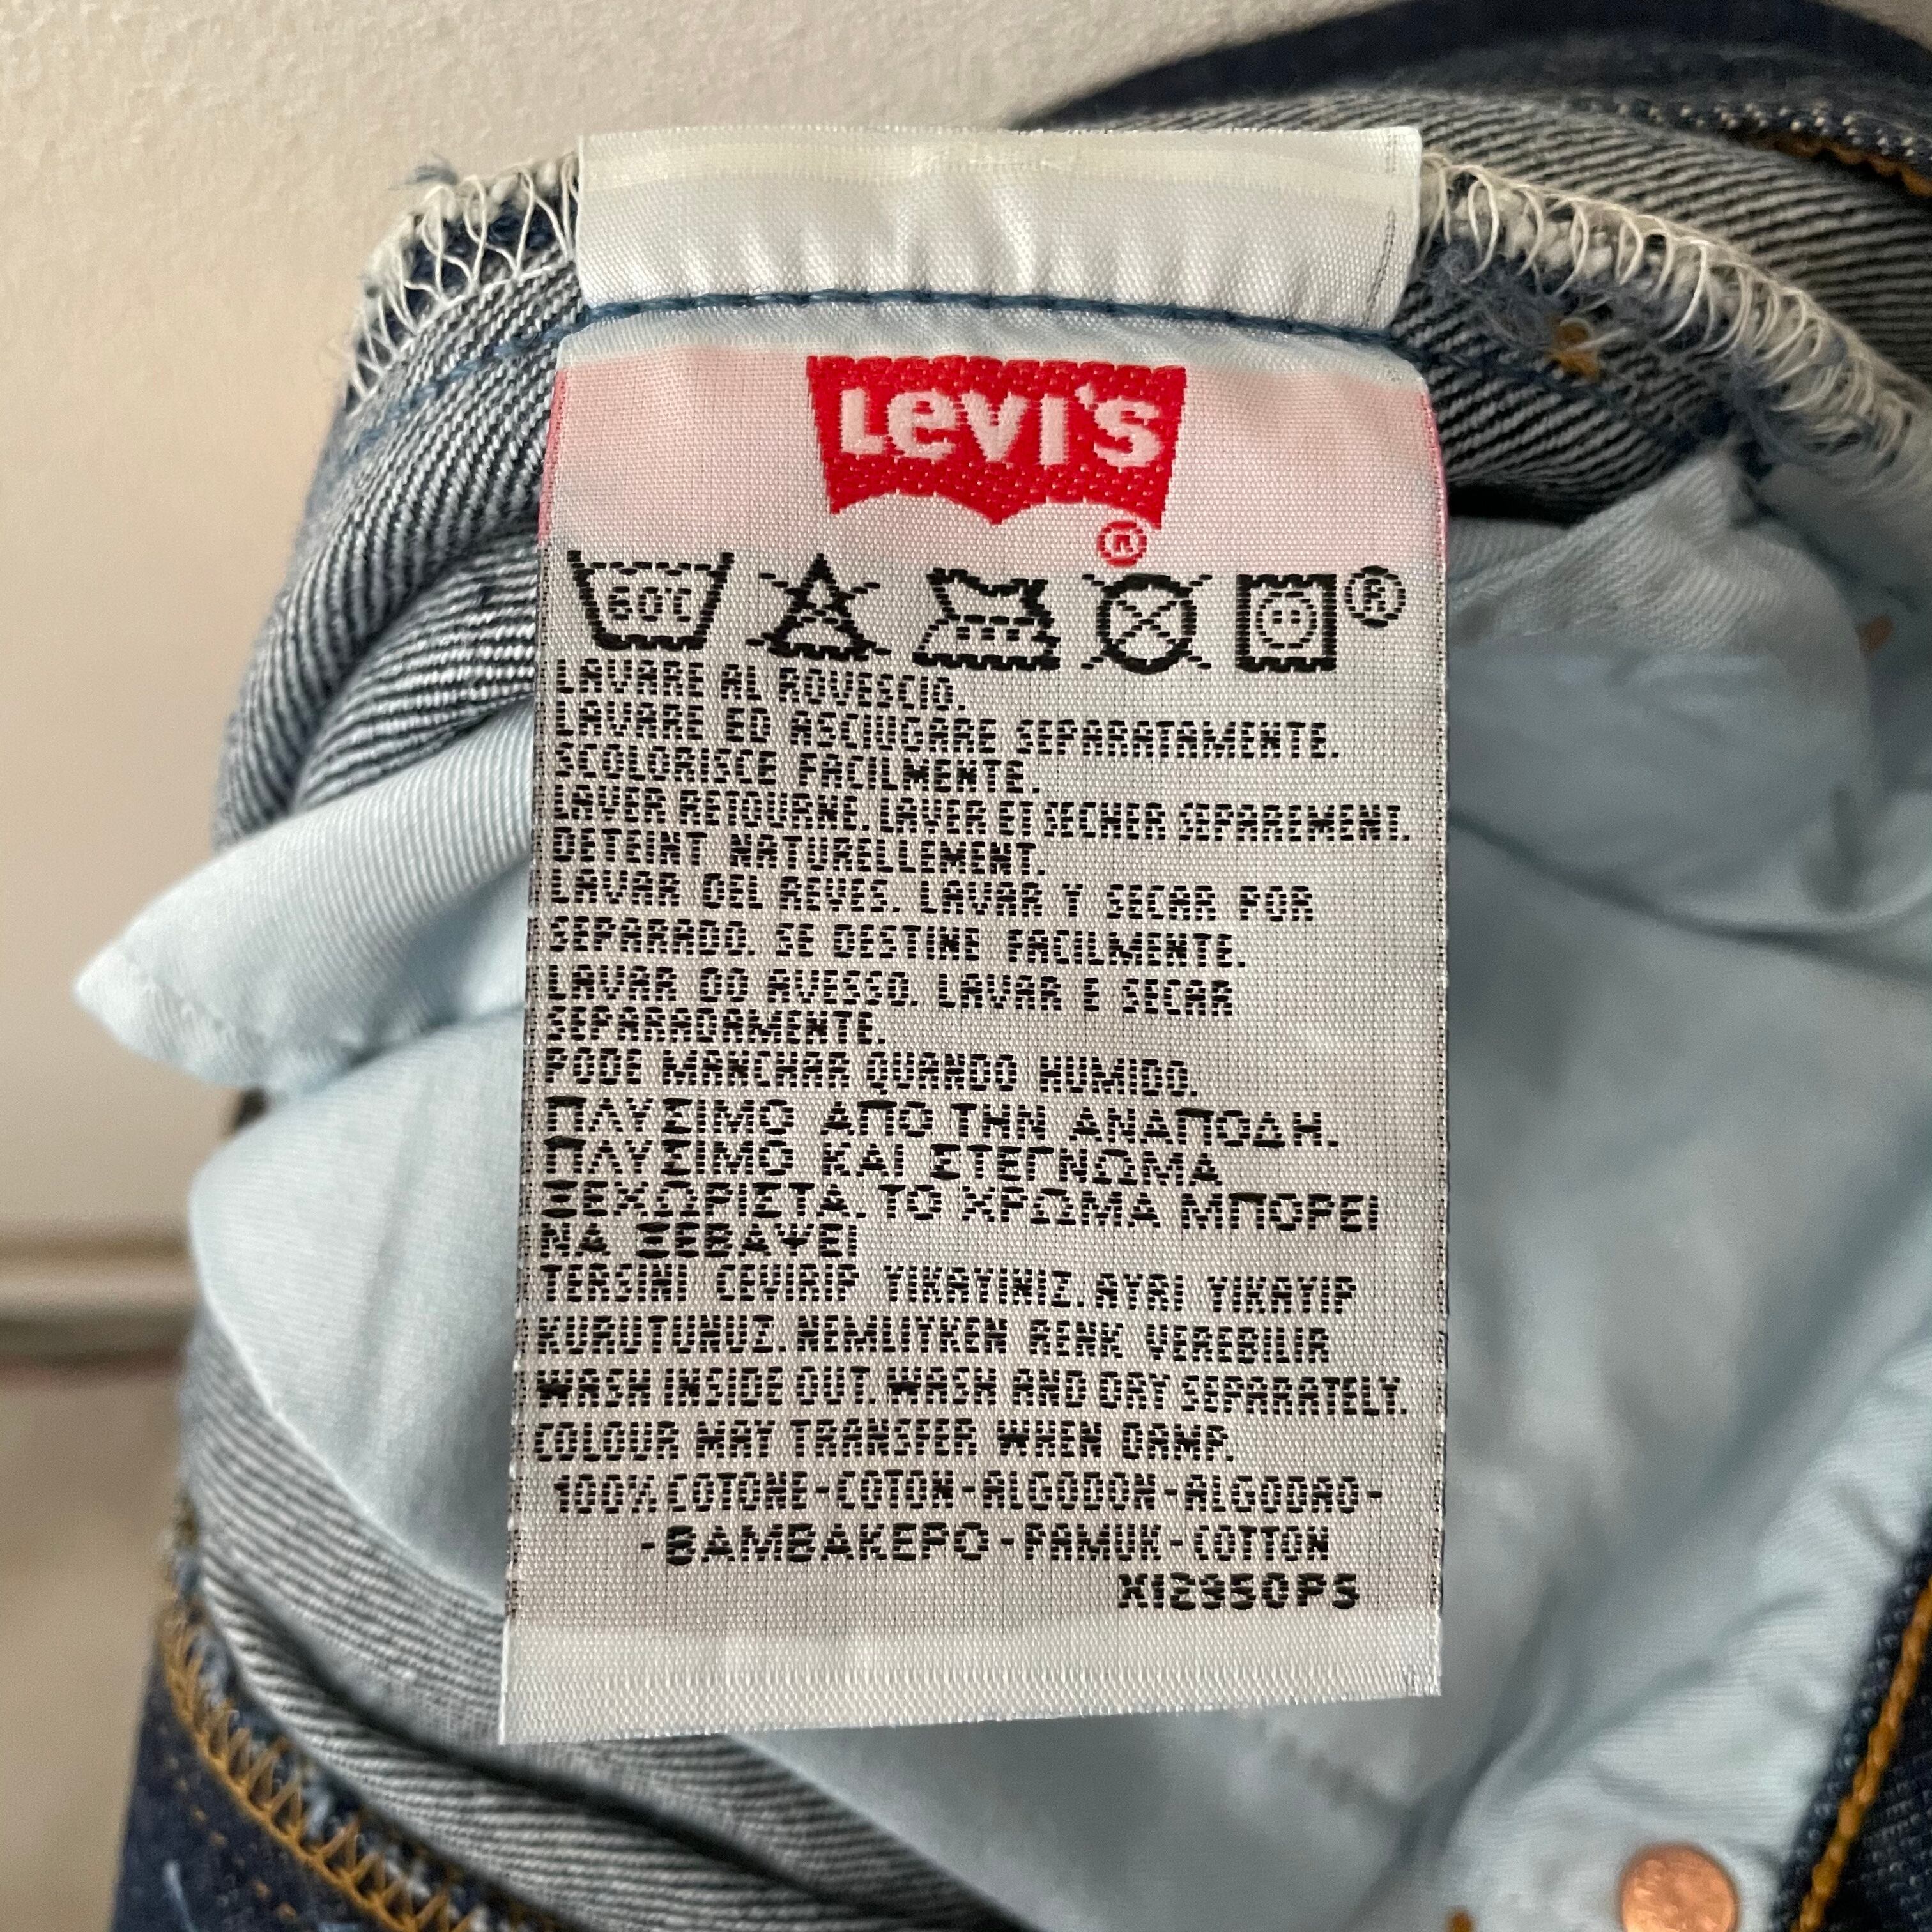 LEVI'S
®
60°C ®
LAVARE AL ROVESCIO.
LAVARE ED ASCIUGARE SEPARATAMENTE.
SCOLORISCE FACILMENTE.
LAVER RETOURNE. LAVER ET SECHER SEPAREMENT.
DETEINT NATURELLEMENT.
LAVAR DEL REVES. LAVAR Y SECAR POR
SEPARADO. SE DESTINE FACILMENTE.
LAVAR DO AVESSO. LAVAR E SECAR
SEPARADAMENTE.
PODE MANCHAR QUANDO HUMIDO.
ΠΛΥΣΙΜΟ ΑΠΟ ΤΗΝ ΑΝΑΠΟΔΗ.
ΠΛΥΣΙΜΟ ΚΑΙ ΣΤΕΓΝΩΜΑ
ΞΕΧΩΡΙΣΤΑ. ΤΟ ΧΡΩΜΑ ΜΠΟΡΕΙ
ΝΑ ΞΕΒΑΨΕΙ
TERSINI CEVIRIP YIKAYINIZ. AYRI YIKAYIP
KURUTUNUZ. NEMLIYKEN RENK VEREBILIR
WASH INSIDE OUT. WASH AND DRY SEPARATELY.
COLOUR MAY TRANSFER WHEN DAMP.
100% COTONE-COTON-ALGODON-ALGODAO-
-ΒΑΜΒΑΚΕΡΟ-PAMUK-COTTON
X12950PS